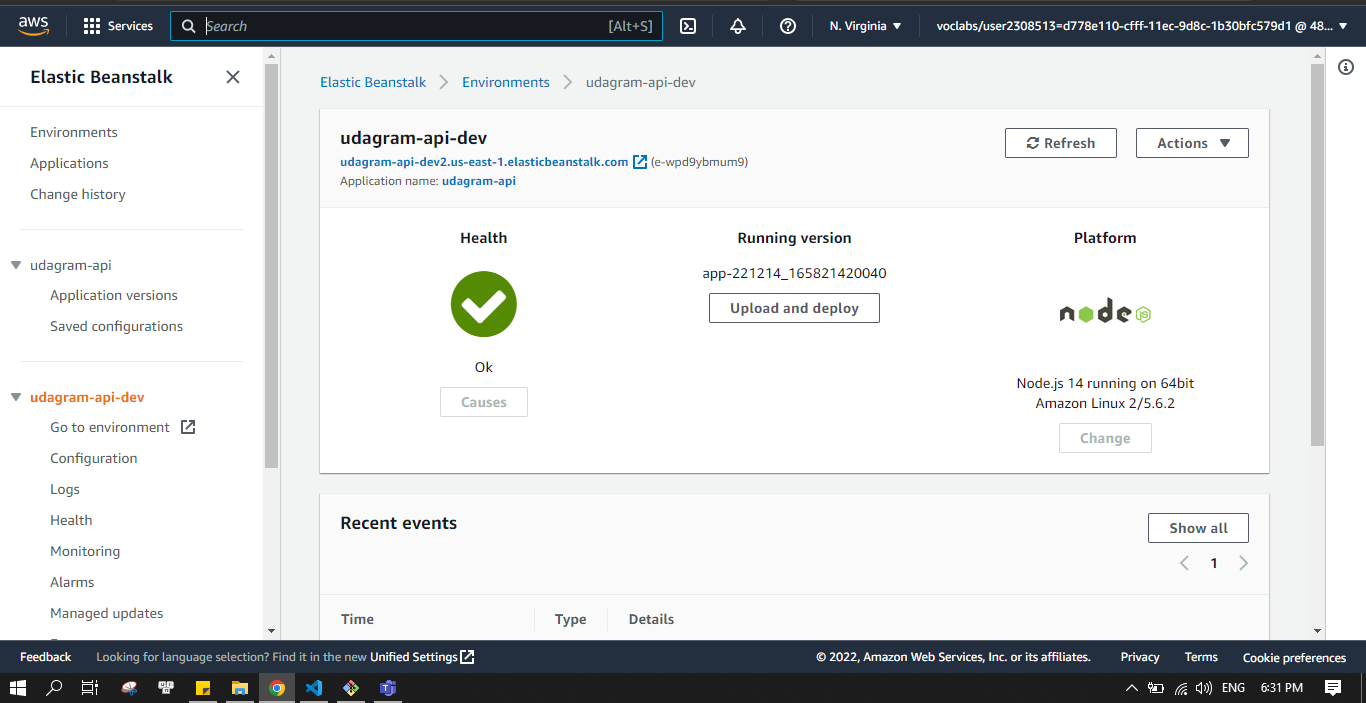 aws
Services
Search [Alt+S]
N. Virginia
voclabs/user2308513=d778e110-cfff-11ec-9d8c-1b30bfc579d1 @ 48...
Elastic Beanstalk
Environments
Applications
Change history
udagram-api
Application versions
Saved configurations
udagram-api-dev
Go to environment
Configuration
Logs
Health
Monitoring
Alarms
Managed updates
Elastic Beanstalk > Environments > udagram-api-dev
udagram-api-dev
udagram-api-dev2.us-east-1.elasticbeanstalk.com (e-wpd9ybmum9)
Application name: udagram-api
Refresh
Actions
Health
Ok
Causes
Running version
app-221214_165821420040
Upload and deploy
Platform
node JS
Node.js 14 running on 64bit
Amazon Linux 2/5.6.2
Change
Recent events
Show all
< 1 >
Time Type Details
Feedback
Looking for language selection? Find it in the new Unified Settings
© 2022, Amazon Web Services, Inc. or its affiliates.
Privacy
Terms
Cookie preferences
ENG
6:31 PM